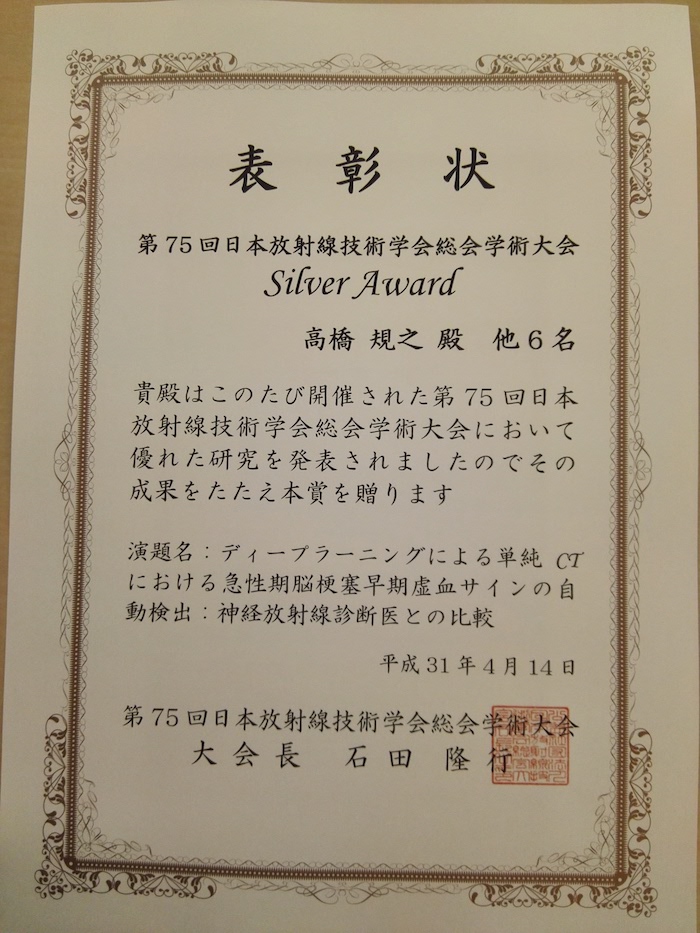 表彰状
第75回日本放射線技術学会総会学術大会
Silver Award
高橋 規之 殿 他6名
貴殿はこのたび開催された第75回日本
放射線技術学会総会学術大会において
優れた研究を発表されましたのでその
成果をたたえ本賞を贈ります
演題名：ディープラーニングによる単純 CT
における急性期脳梗塞早期虚血サインの自
動検出：神経放射線診断医との比較
平成31年4月14日
第75回日本放射線技術学会総会学術大会
大会長 石田 隆行